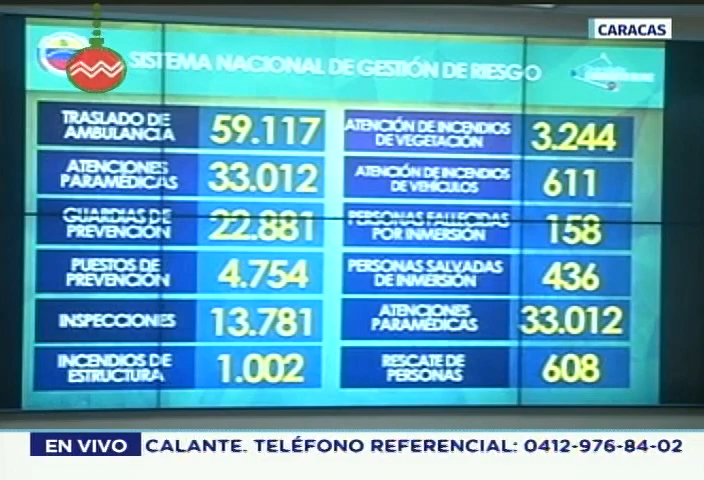 CARACAS
SISTEMA NACIONAL DE GESTIÓN DE RIESGO
TRASLADO DE
AMBULANCIA
59.117
ATENCIONES
PARAMÉDICAS
33.012
GUARDIAS DE
PREVENCIÓN
22.881
PUESTOS DE
PREVENCIÓN
4.754
INSPECCIONES
13.781
INCENDIOS DE
ESTRUCTURA
1.002
ATENCIÓN DE INCENDIOS
DE VEGETACIÓN
3.244
ATENCIÓN DE INCENDIOS
DE VEHÍCULOS
611
PERSONAS FALLECIDAS
POR INMERSIÓN
158
PERSONAS SALVADAS
DE INMERSIÓN
436
ATENCIONES
PARAMÉDICAS
33.012
RESCATE DE
PERSONAS
608
EN VIVO
CALANTE. TELÉFONO REFERENCIAL: 0412-976-84-02